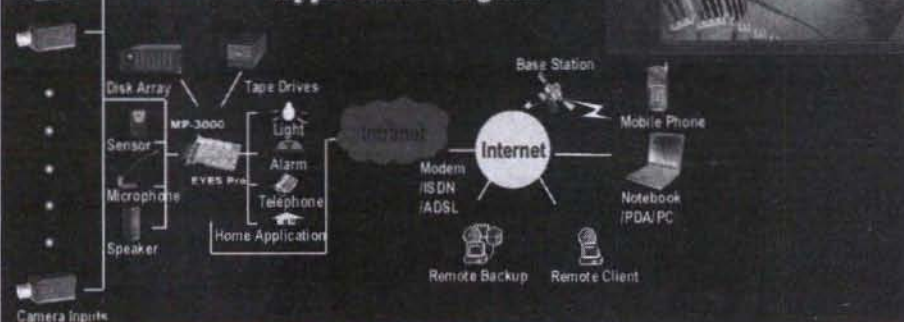 Disk Array
Tape Drives
MP-3000
Sensor
EYES Pro
Microphone
Speaker
Light
Alarm
Telephone
Home Application
Intranet
Modem
/ISDN
/ADSL
Internet
Base Station
Mobile Phone
Notebook
/PDA/PC
Remote Backup
Remote Client
Camera Inputs